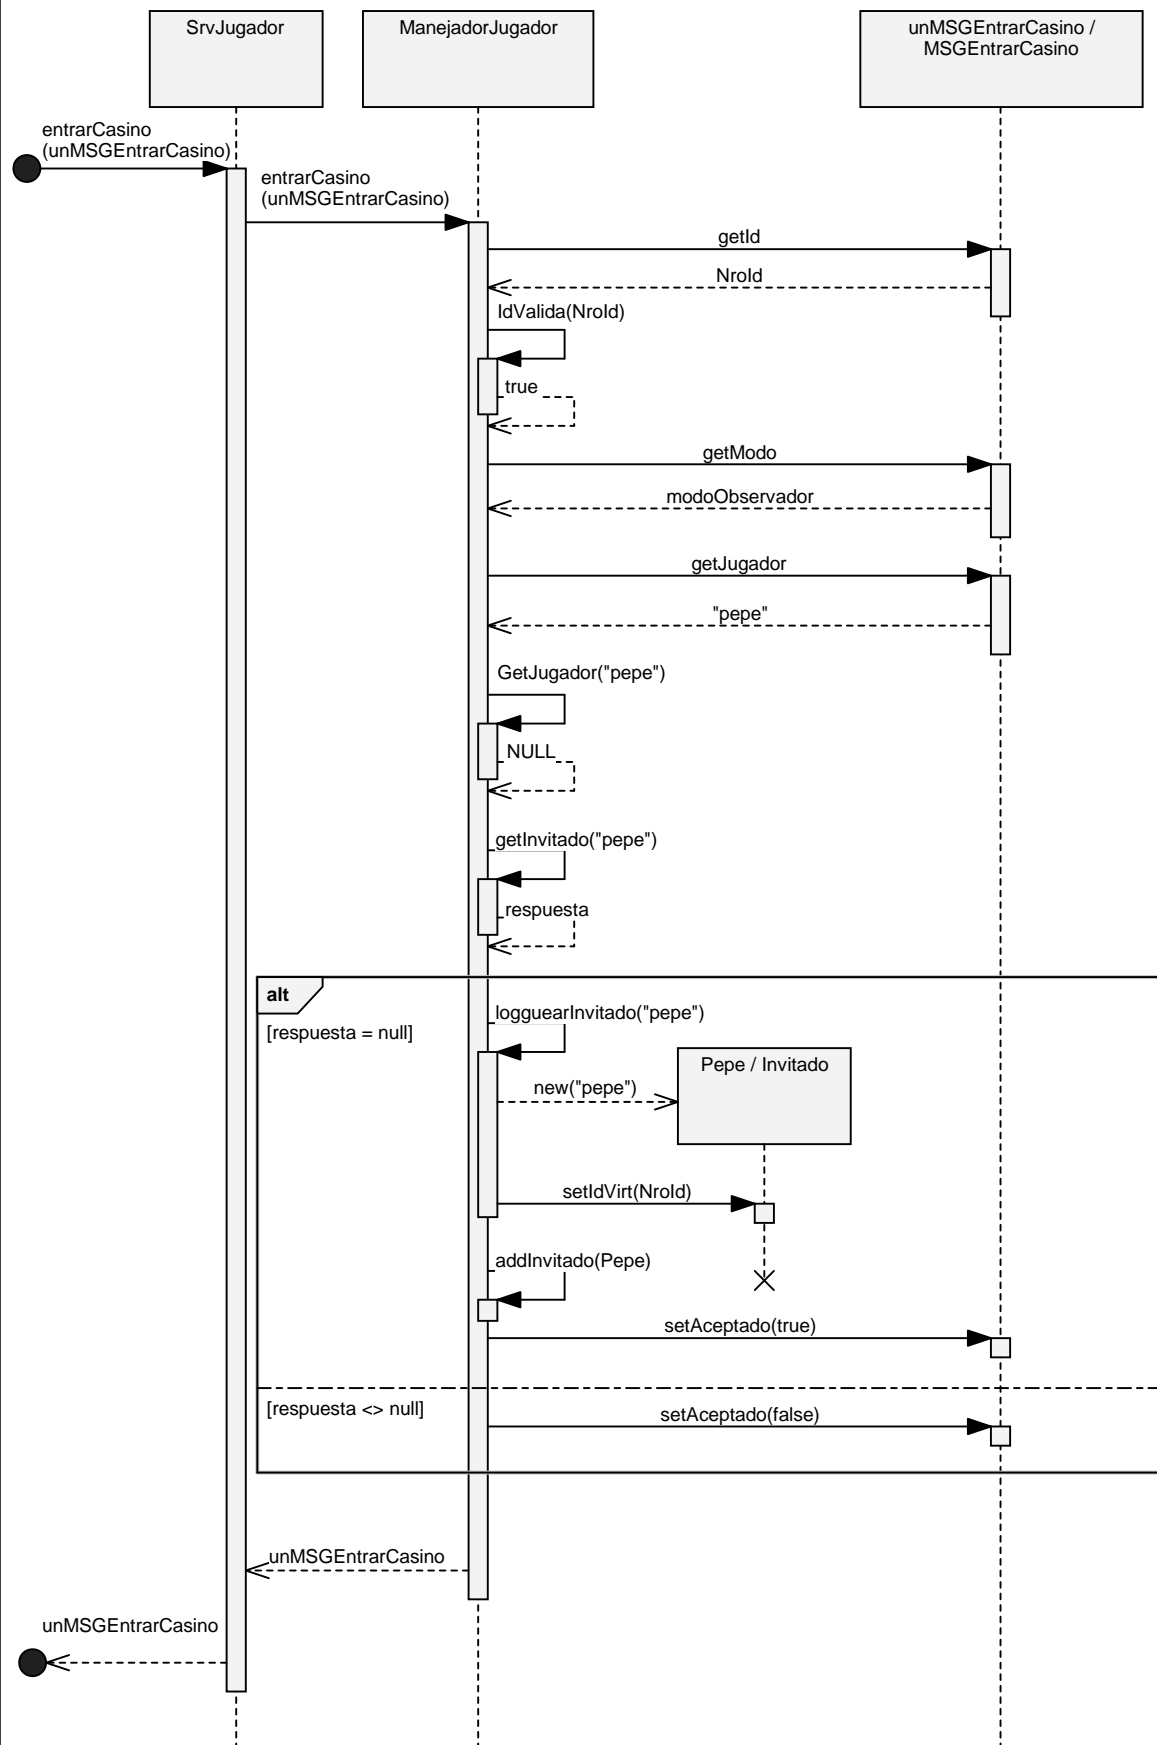 SrvJugador
ManejadorJugador
unMSGEntrarCasino /
MSGEntrarCasino
entrarCasino
(unMSGEntrarCasino)
entrarCasino
(unMSGEntrarCasino)
getId
NroId
IdValida(NroId)
true
getModo
modoObservador
getJugador
"pepe"
GetJugador("pepe")
NULL
getInvitado("pepe")
respuesta
alt
[respuesta = null]
logguearInvitado("pepe")
Pepe / Invitado
new("pepe")
setIdVirt(NroId)
addInvitado(Pepe)
setAceptado(true)
[respuesta <> null]
setAceptado(false)
unMSGEntrarCasino
unMSGEntrarCasino